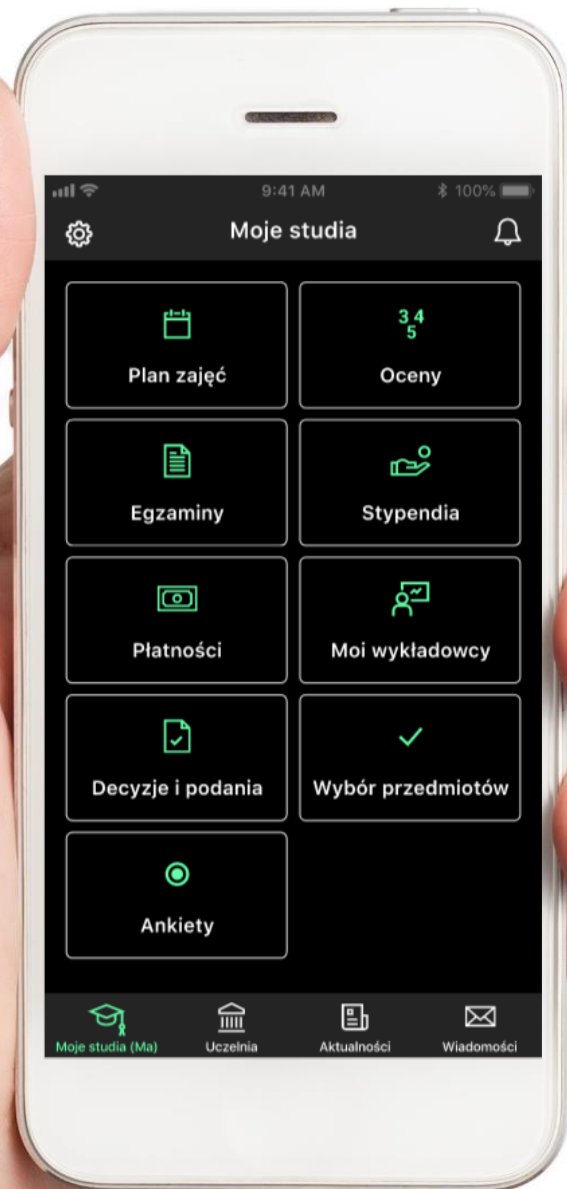 9:41 AM
100%
Moje studia
Plan zajęć
3 4
5
Oceny
Egzaminy
Stypendia
Płatności
Moi wykładowcy
Decyzje i podania
Wybór przedmiotów
Ankiety
Moje studia (Ma)
Uczelnia
Aktualności
Wiadomości